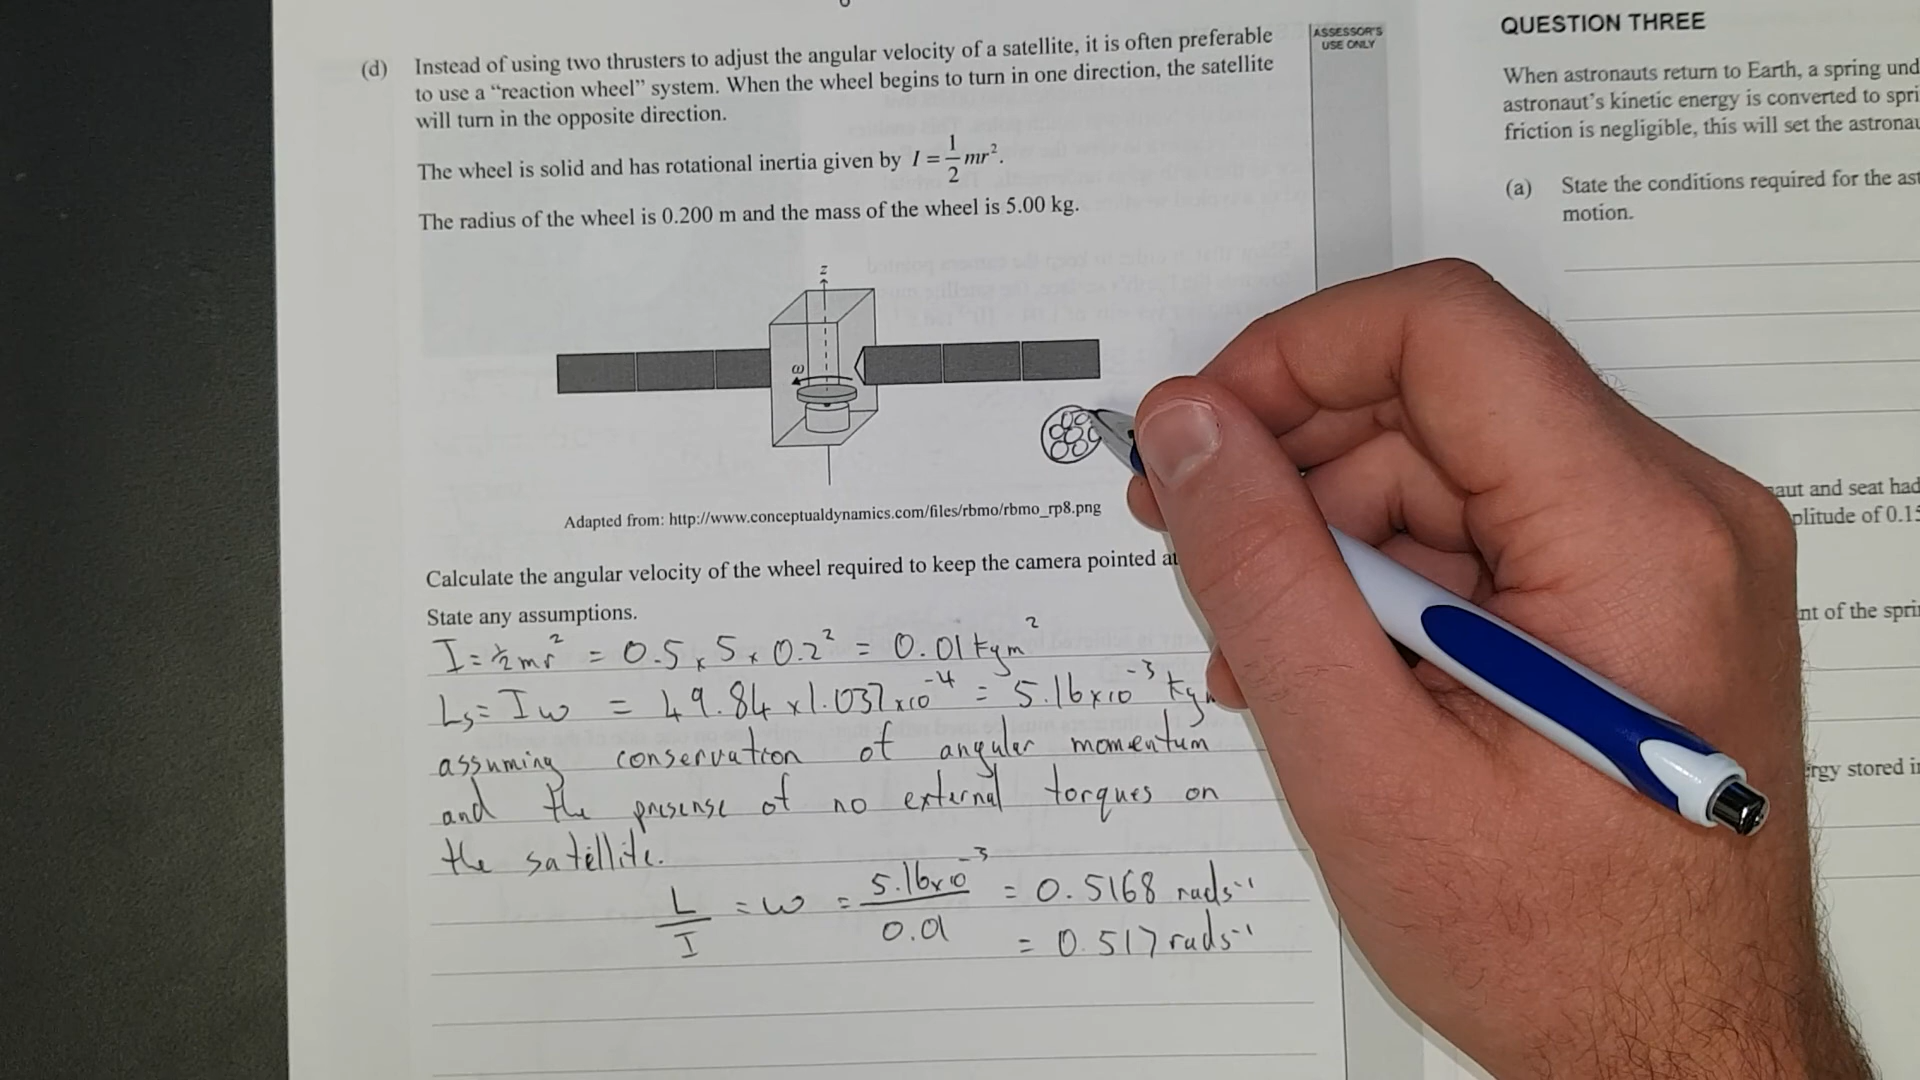 (d) Instead of using two thrusters to adjust the angular velocity of a satellite, it is often preferable
to use a “reaction wheel” system. When the wheel begins to turn in one direction, the satellite
will turn in the opposite direction.
The wheel is solid and has rotational inertia given by I = 1/2 mr².
The radius of the wheel is 0.200 m and the mass of the wheel is 5.00 kg.
z
ω
Adapted from: http://www.conceptualdynamics.com/files/rbmo/rbmo_rp8.png
Calculate the angular velocity of the wheel required to keep the camera pointed at
State any assumptions.
I = ½mr² = 0.5 × 5 × 0.2² = 0.01 kgm²
Ls = Iω = 49.84 × 1.037 × 10⁻⁴ = 5.16×10⁻³
assuming conservation of angular momentum
and the presense of no external torques on
the satellite.
L/I = ω = 5.16×10⁻³/0.01 = 0.5168 rads⁻¹
= 0.517 rads⁻¹
ASSESSOR'S
USE ONLY
QUESTION THREE
When astronauts return to Earth, a spring
astronaut’s kinetic energy is converted to
friction is negligible, this will set the
(a) State the conditions required for the
motion.
and seat had
of 0.15
of the
stored